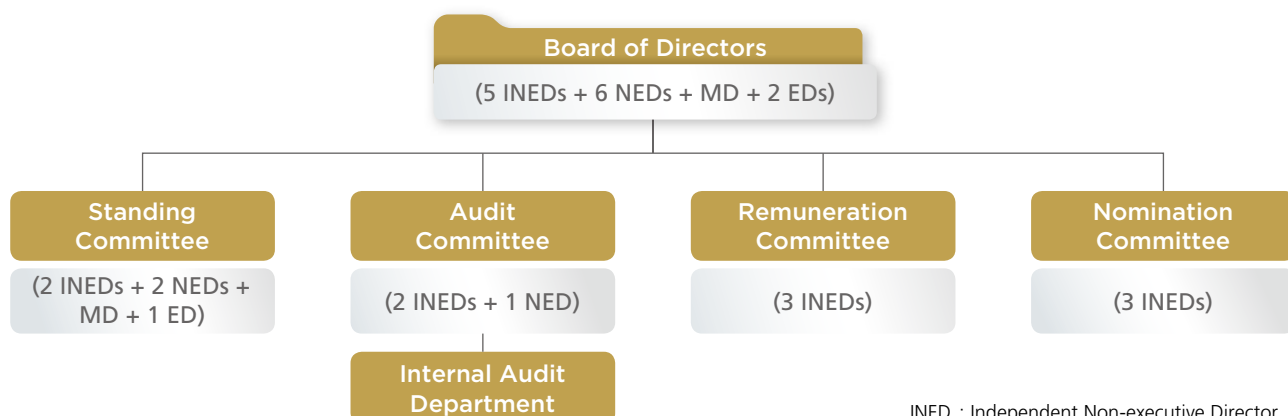 Board of Directors
(5 INEDs + 6 NEDs + MD + 2 EDs)
Standing
Committee
(2 INEDs + 2 NEDs +
MD + 1 ED)
Audit
Committee
(2 INEDs + 1 NED)
Remuneration
Committee
(3 INEDs)
Nomination
Committee
(3 INEDs)
Internal Audit
Department
INED : Independent Non-executive Director